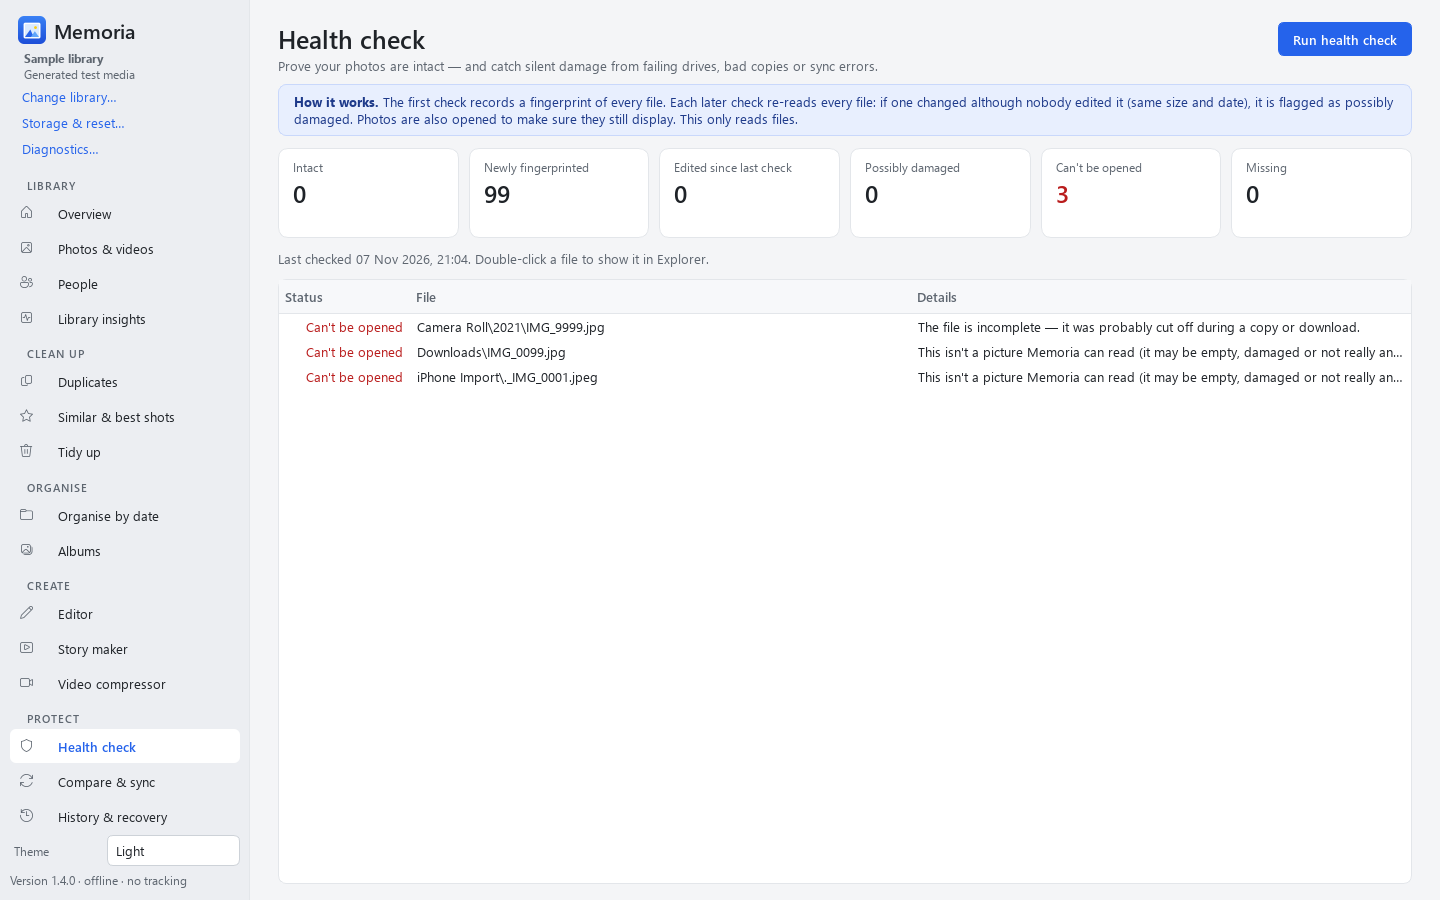 Memoria
Sample library
Generated test media
Change library...
Storage & reset...
Diagnostics...
LIBRARY
Overview
Photos & videos
People
Library insights
CLEAN UP
Duplicates
Similar & best shots
Tidy up
ORGANISE
Organise by date
Albums
CREATE
Editor
Story maker
Video compressor
PROTECT
Health check
Compare & sync
History & recovery
Theme Light
Version 1.4.0 · offline · no tracking
Health check
Run health check
Prove your photos are intact — and catch silent damage from failing drives, bad copies or sync errors.
How it works. The first check records a fingerprint of every file. Each later check re-reads every file: if one changed although nobody edited it (same size and date), it is flagged as possibly
damaged. Photos are also opened to make sure they still display. This only reads files.
Intact Newly fingerprinted Edited since last check Possibly damaged Can't be opened Missing
0 99 0 0 3 0
Last checked 07 Nov 2026, 21:04. Double-click a file to show it in Explorer.
Status File Details
Can't be opened Camera Roll\2021\IMG_9999.jpg The file is incomplete — it was probably cut off during a copy or download.
Can't be opened Downloads\IMG_0099.jpg This isn't a picture Memoria can read (it may be empty, damaged or not really an...
Can't be opened iPhone Import\._IMG_0001.jpeg This isn't a picture Memoria can read (it may be empty, damaged or not really an...